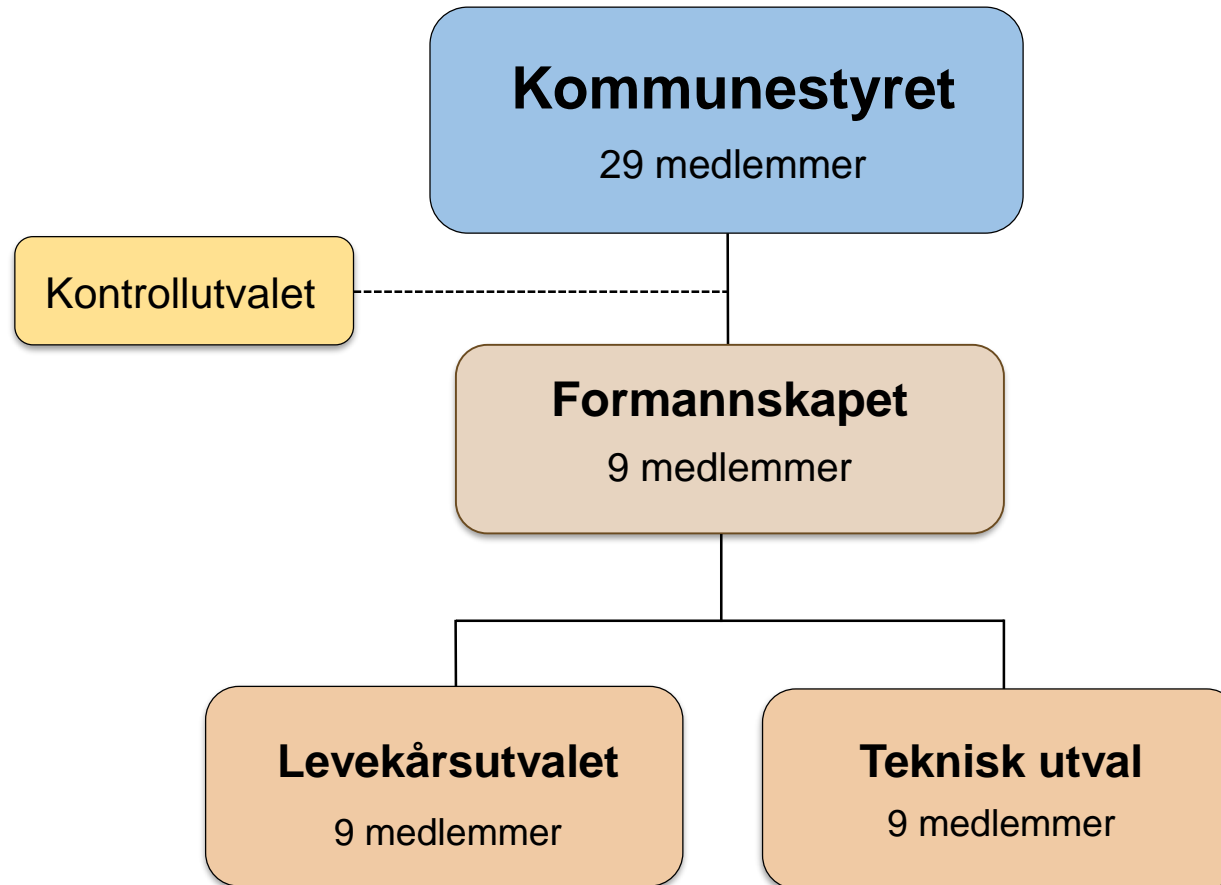 Kommunestyret
29 medlemmer
Kontrollutvalet
Formannskapet
9 medlemmer
Levekårsutvalet
9 medlemmer
Teknisk utval
9 medlemmer